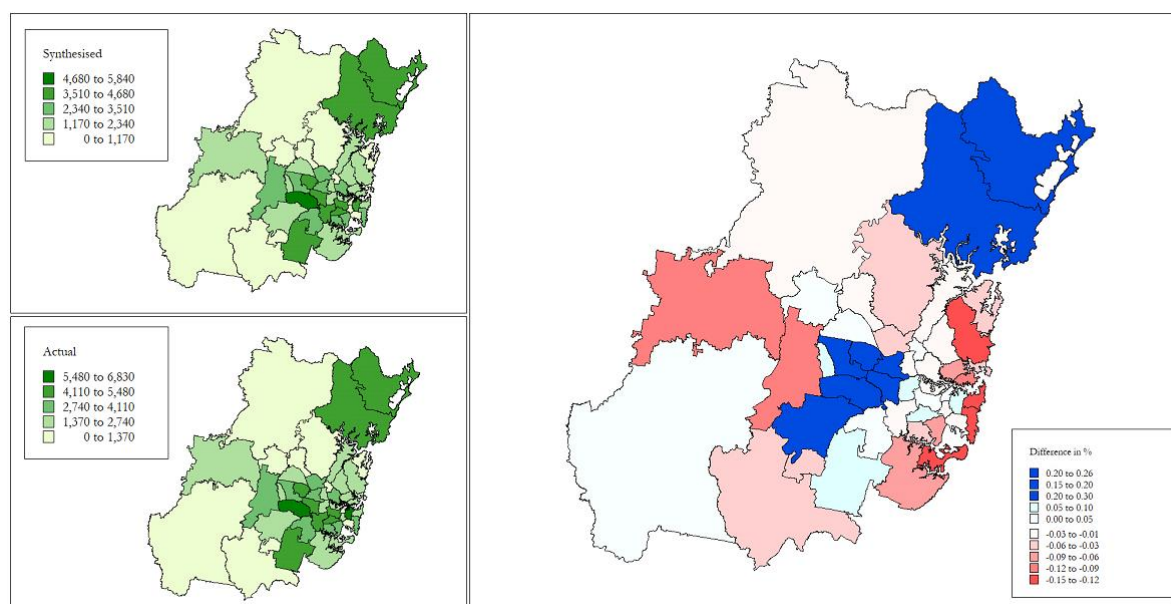 Synthesised
4,680 to 5,840
3,510 to 4,680
2,340 to 3,510
1,170 to 2,340
0 to 1,170
Actual
5,480 to 6,830
4,110 to 5,480
2,740 to 4,110
1,370 to 2,740
0 to 1,370
Difference in %
0.20 to 0.26
0.15 to 0.20
0.20 to 0.30
0.05 to 0.10
0.00 to 0.05
-0.03 to -0.01
-0.06 to -0.03
-0.09 to -0.06
-0.12 to -0.09
-0.15 to -0.12